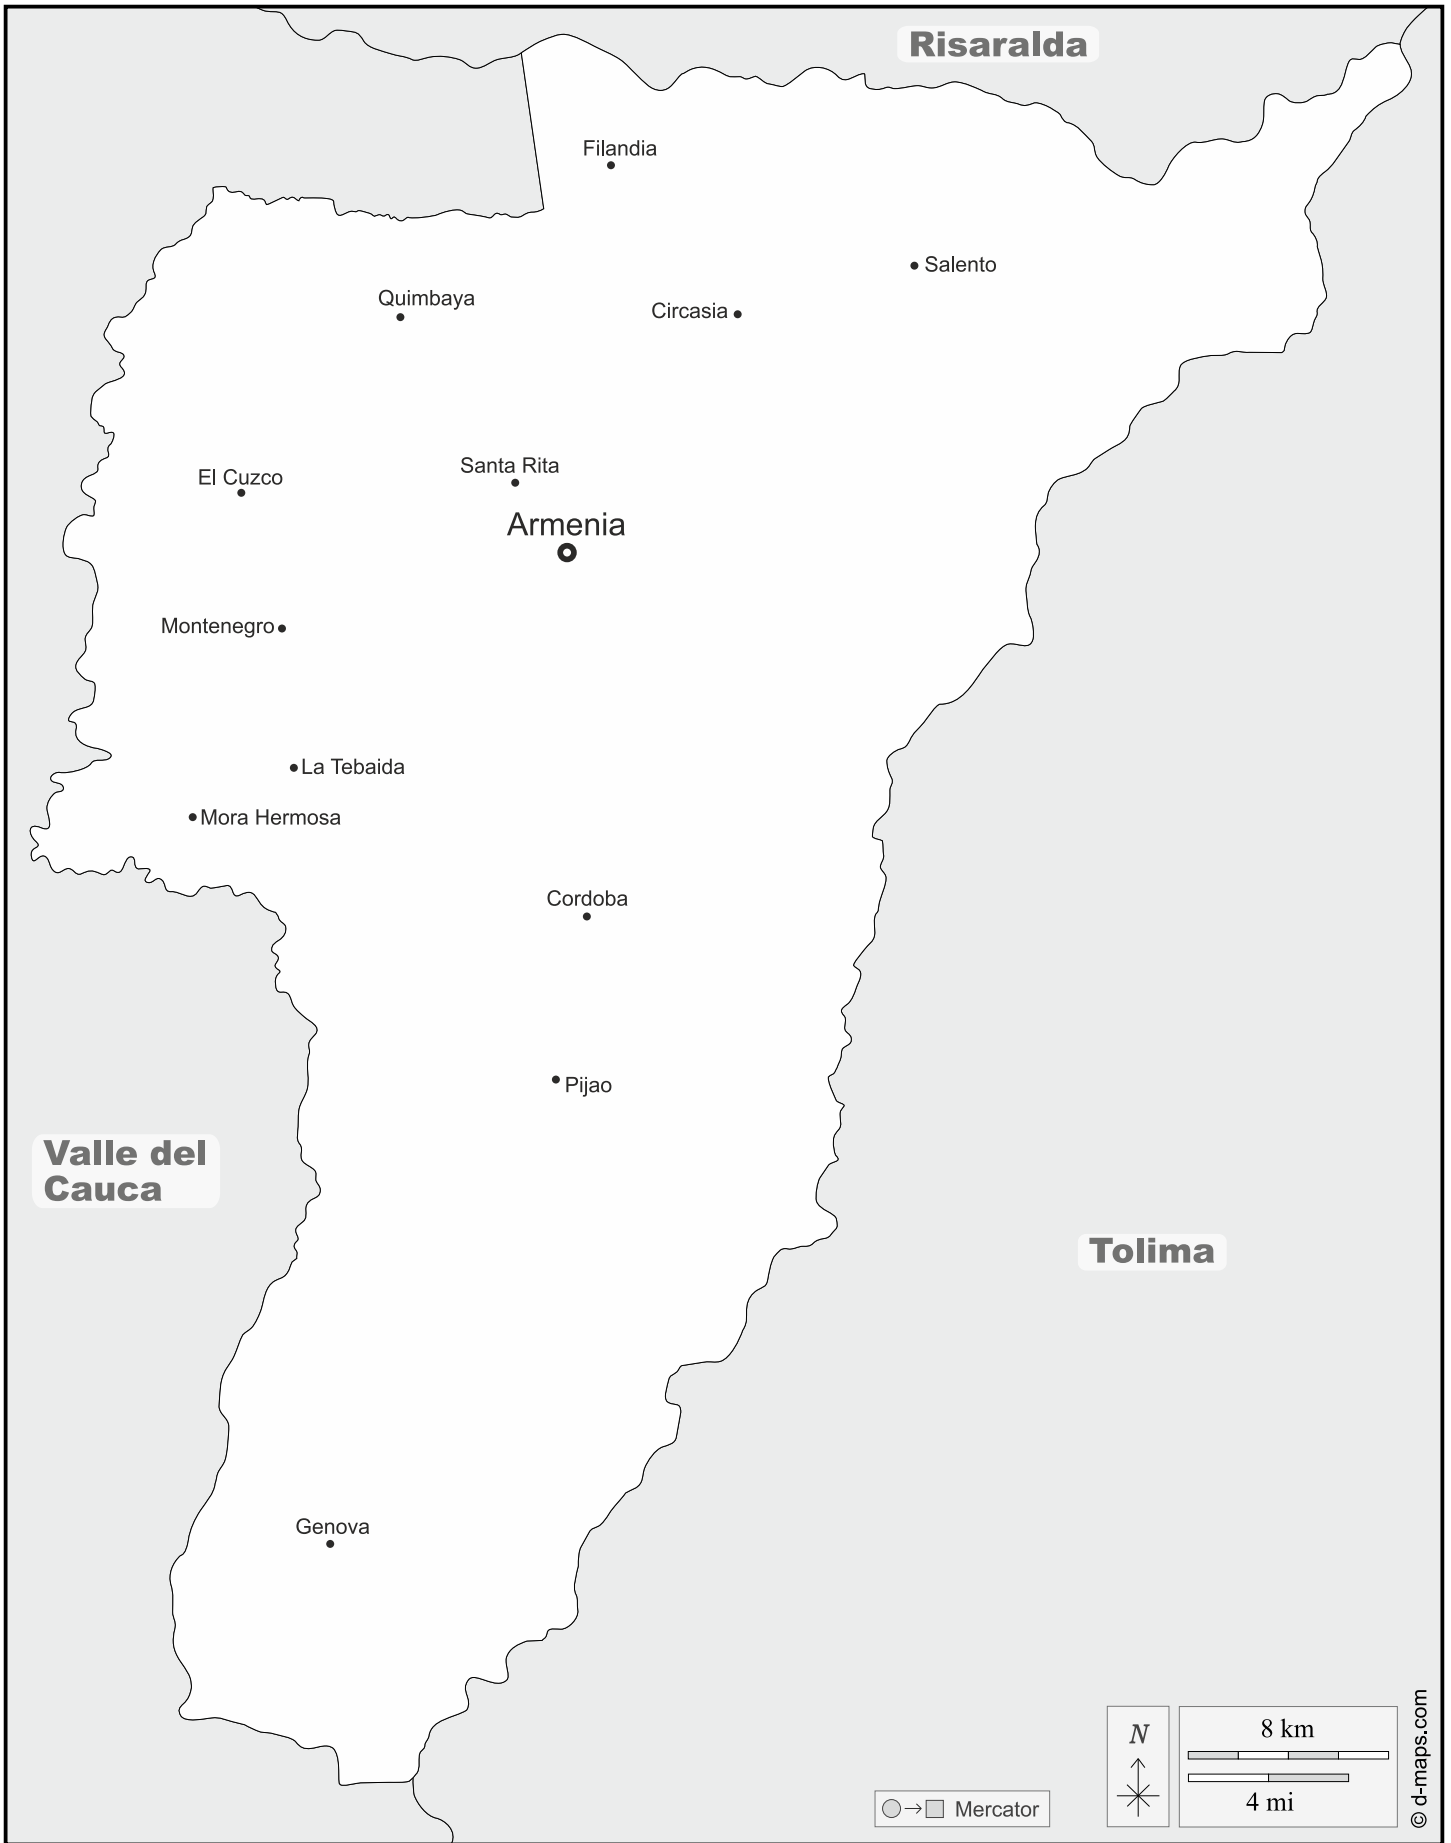 Risaralda
Filandia
Salento
Quimbaya
Circasia
Santa Rita
El Cuzco
Armenia
Montenegro
La Tebaida
Mora Hermosa
Cordoba
Pijao
Valle del
Cauca
Tolima
Genova
N
8 km
4 mi
Mercator
© d-maps.com